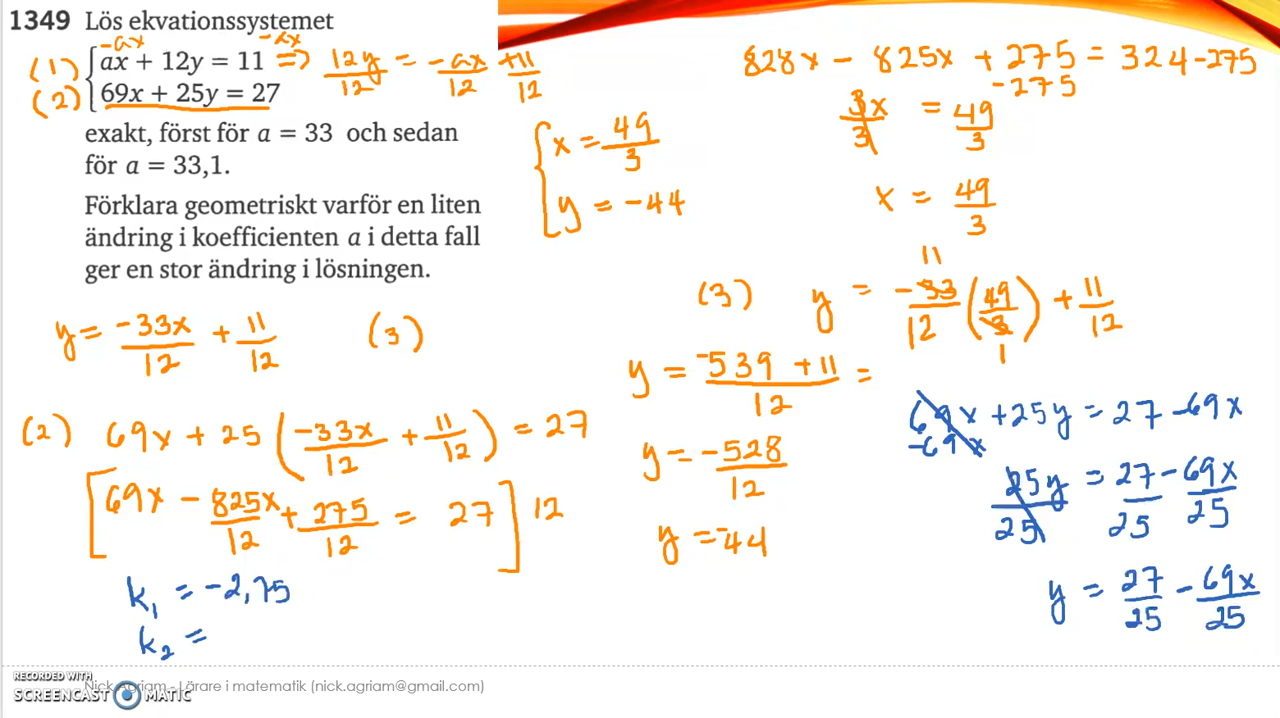 1349 Lös ekvationssystemet
-ax -ax
(1) ax + 12y = 11 ⇒ 12y/12 = -ax/12 + 11/12
(2) 69x + 25y = 27
exakt, först för a = 33 och sedan
för a = 33,1.
Förklara geometriskt varför en liten
ändring i koefficienten a i detta fall
ger en stor ändring i lösningen.
y = -33x/12 + 11/12 (3)
(2) 69x + 25 (-33x/12 + 11/12) = 27
[69x - 825x/12 + 275/12 = 27] 12
k₁ = -2,75
k₂ =
{ x = 49/3
y = -44
828x - 825x + 275 = 324 - 275
-275
3x/3 = 49/3
x = 49/3
11
(3) y = -33/12 (49/3) + 11/12
1
y = -539 + 11/12 =
y = -528/12
y = -44
69x + 25y = 27 - 69x
-69x
25y/25 = 27/25 - 69x/25
y = 27/25 - 69x/25
RECORDED WITH
SCREENCAST MATIC
Nick Agriam - Lärare i matematik (nick.agriam@gmail.com)